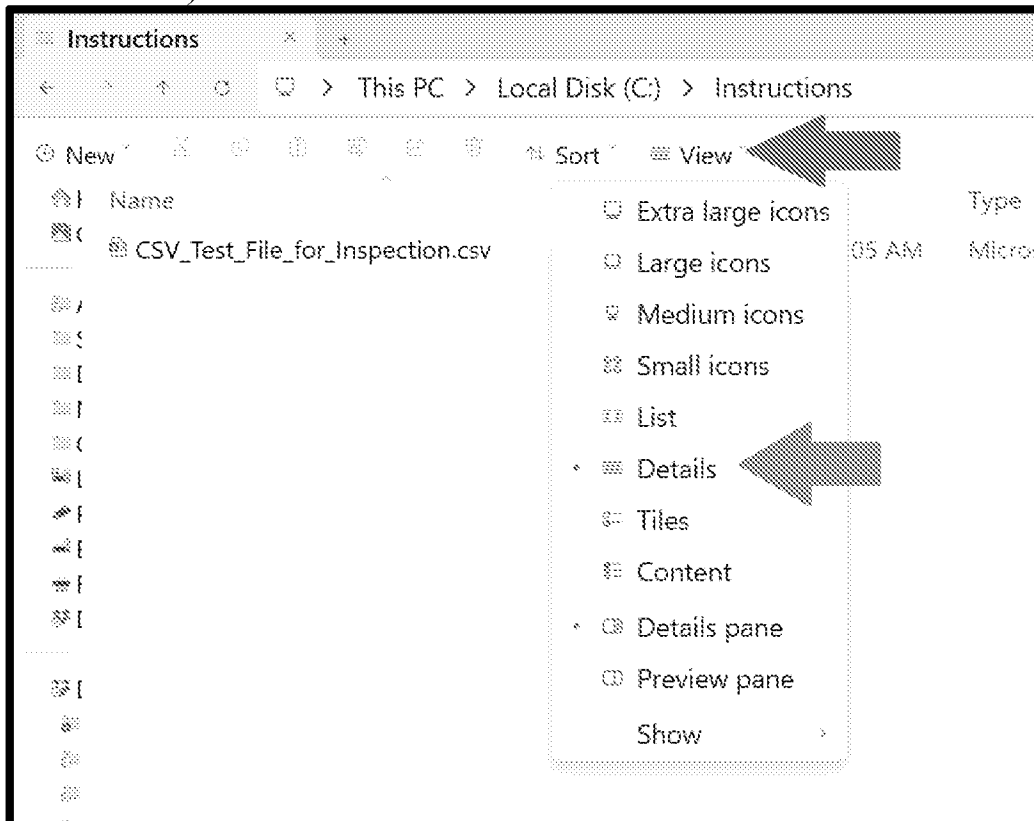 Instructions
This PC > Local Disk (C:) > Instructions
New Sort View
Name Type
CSV_Test_File_for_Inspection.csv 05 AM
Extra large icons
Large icons
Medium icons
Small icons
List
Details
Tiles
Content
Details pane
Preview pane
Show